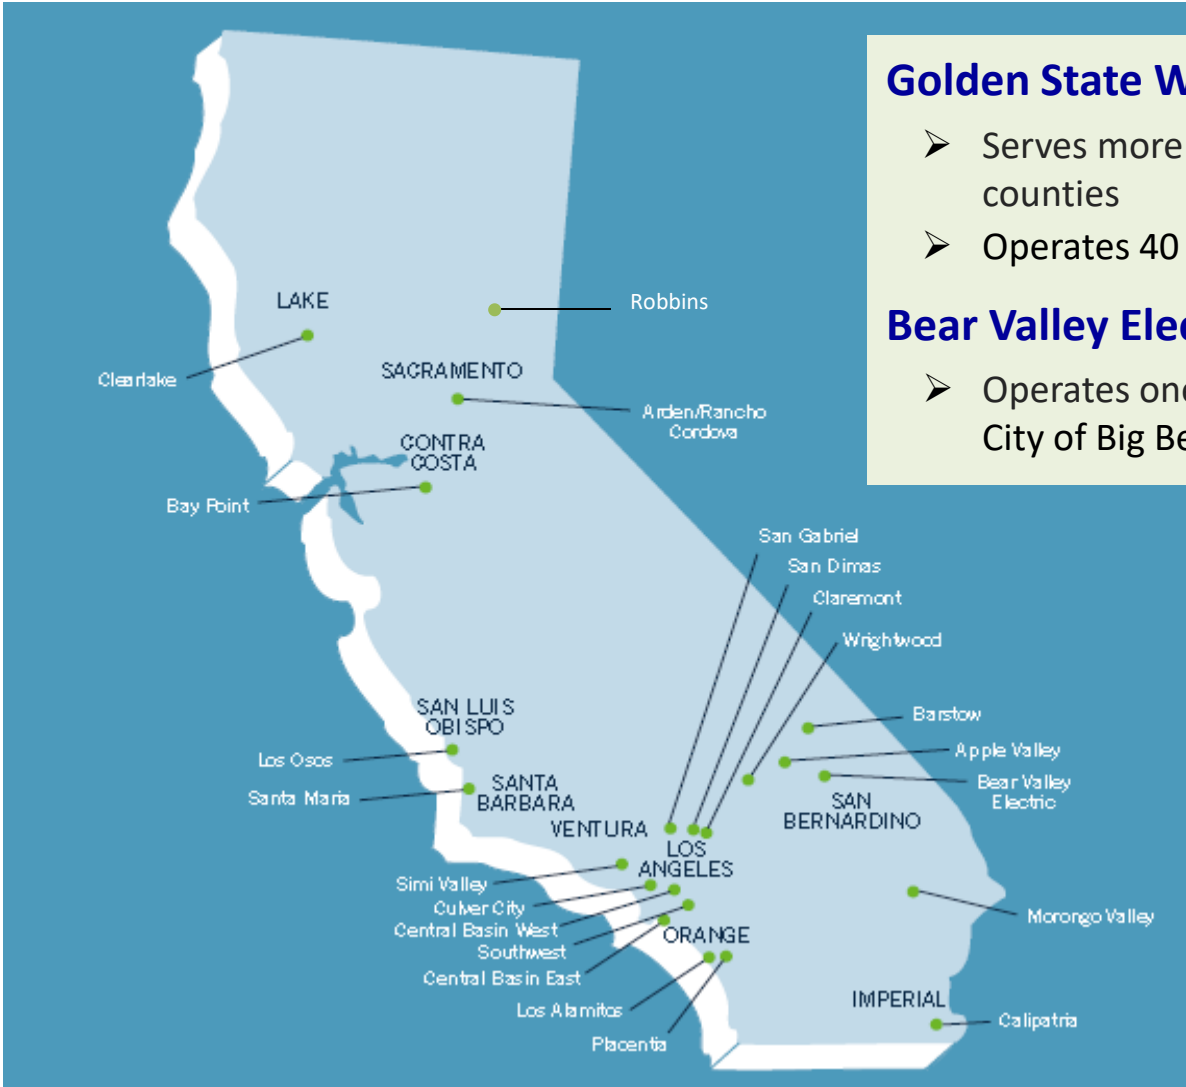 Golden State W
Serves more
counties
Operates 40
Bear Valley Elec
Operates one
City of Big Be
LAKE
Robbins
Clearlake
SACRAMENTO
Arden/Rancho
Cordova
CONTRA
COSTA
Bay Point
San Gabriel
San Dimas
Claremont
Wrightwood
SAN LUIS
OBISPO
Barstow
Los Osos
Apple Valley
Santa Maria
SANTA
BARBARA
Bear Valley
Electric
SAN
BERNARDINO
VENTURA
LOS
ANGELES
Simi Valley
Culver City
Central Basin West
Southwest
Morongo Valley
ORANGE
Central Basin East
Los Alamitos
Placentia
IMPERIAL
Calipatria